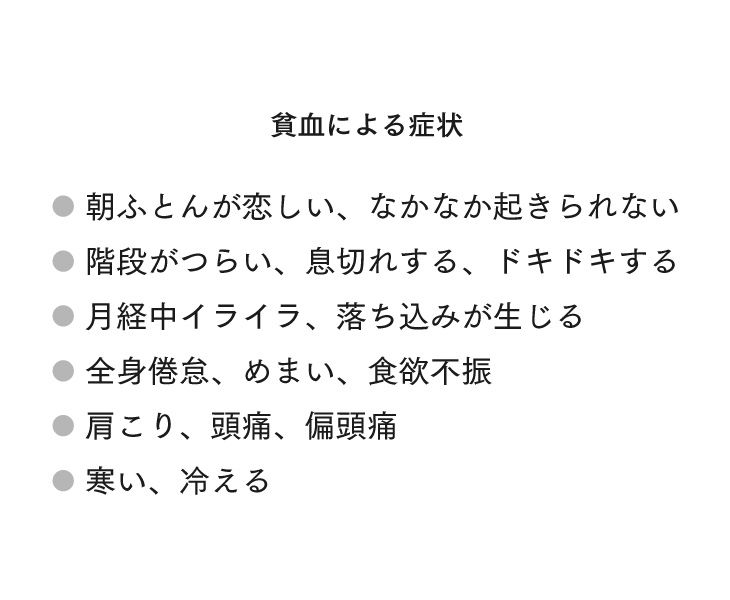 貧血による症状
● 朝ふとんが恋しい、なかなか起きられない
● 階段がつらい、息切れする、ドキドキする
● 月経中イライラ、落ち込みが生じる
● 全身倦怠、めまい、食欲不振
● 肩こり、頭痛、偏頭痛
● 寒い、冷える